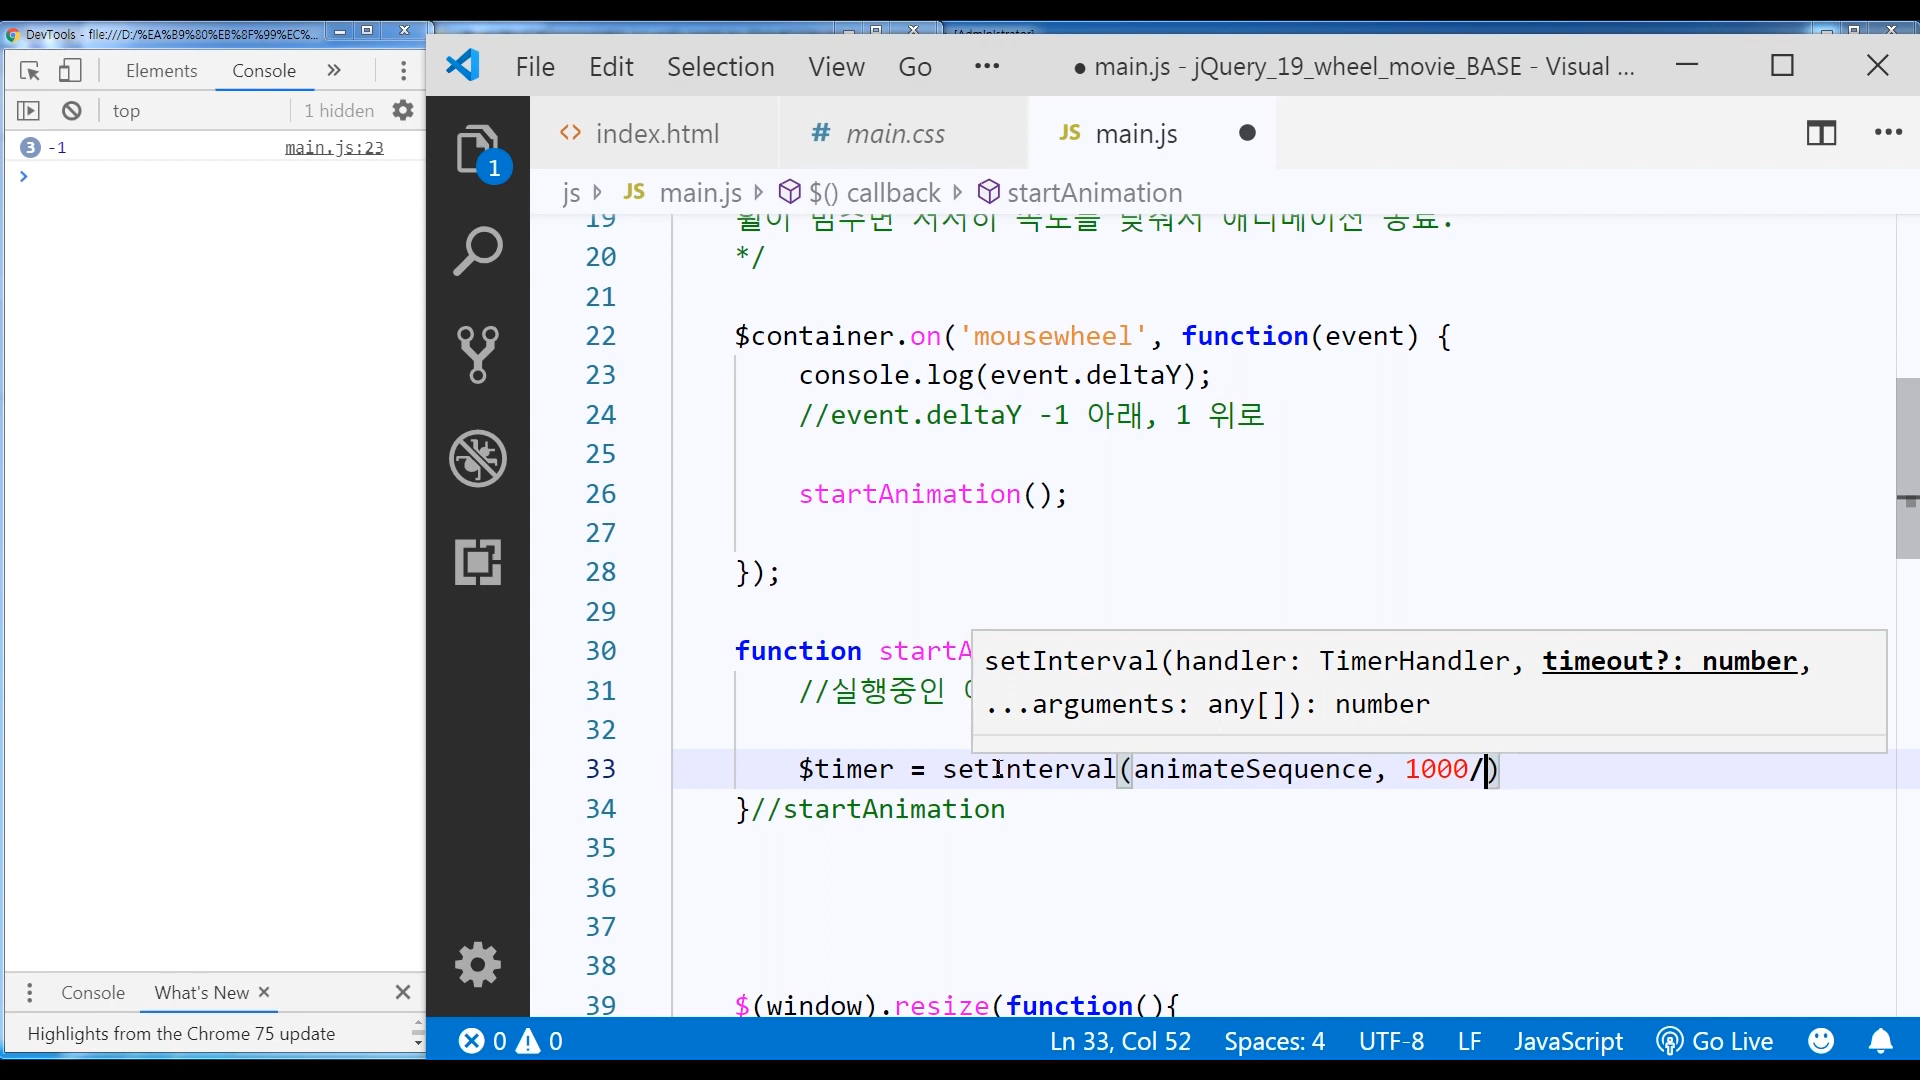 DevTools - file:///D:/%EA%B9%80%EB%8F%99%EC%...
[Administrator]
Elements Console »
top 1 hidden
3 -1 main.js:23
>
Console What's New ×
Highlights from the Chrome 75 update
File Edit Selection View Go ··· ● main.js - jQuery_19_wheel_movie_BASE - Visual ...
1
<> index.html # main.css JS main.js ●
js JS main.js $() callback startAnimation
19 휠이 멈추면 서서히 속도를 낮춰서 애니메이션 종료.
20 */
21
22 $container.on('mousewheel', function(event) {
23 console.log(event.deltaY);
24 //event.deltaY -1 아래, 1 위로
25
26 startAnimation();
27
28 });
29
30 function startA
31 //실행중인
32
setInterval(handler: TimerHandler, timeout?: number,
...arguments: any[]): number
33 $timer = setInterval(animateSequence, 1000/)
34 }//startAnimation
35
36
37
38
39 $(window).resize(function(){
0 0 Ln 33, Col 52 Spaces: 4 UTF-8 LF JavaScript Go Live